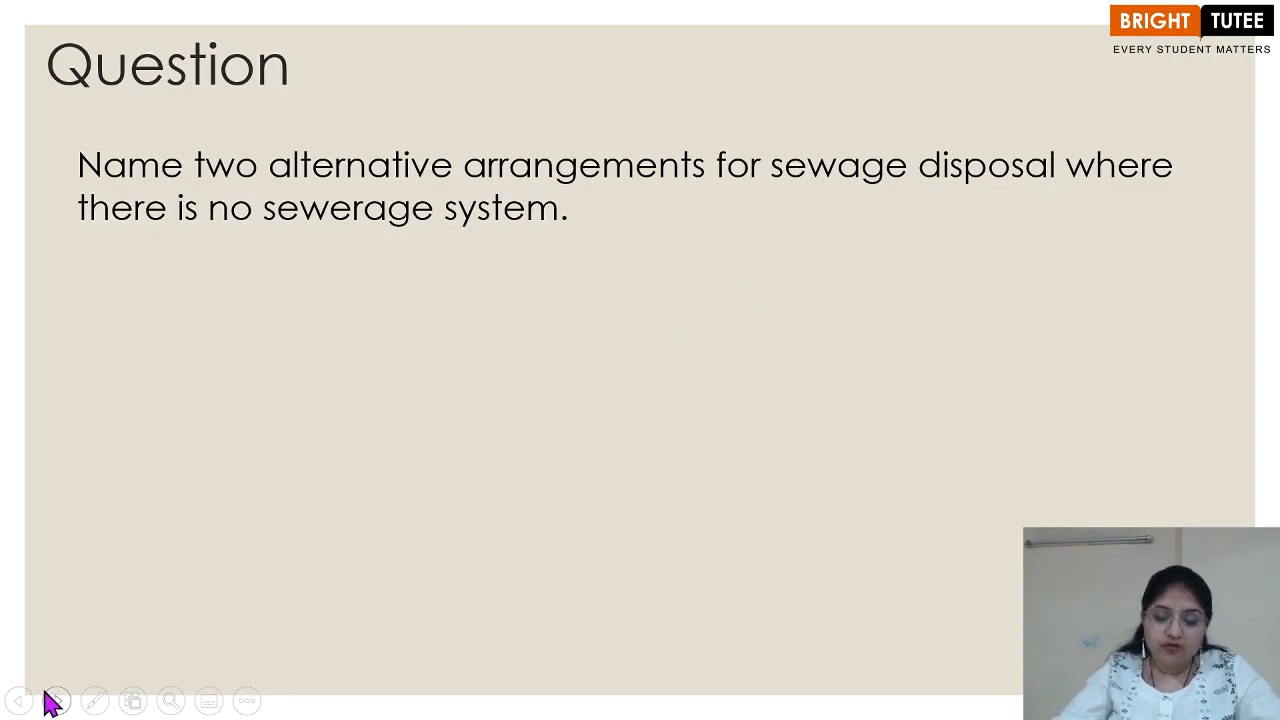 BRIGHT TUTEE
EVERY STUDENT MATTERS
Question
Name two alternative arrangements for sewage disposal where
there is no sewerage system.